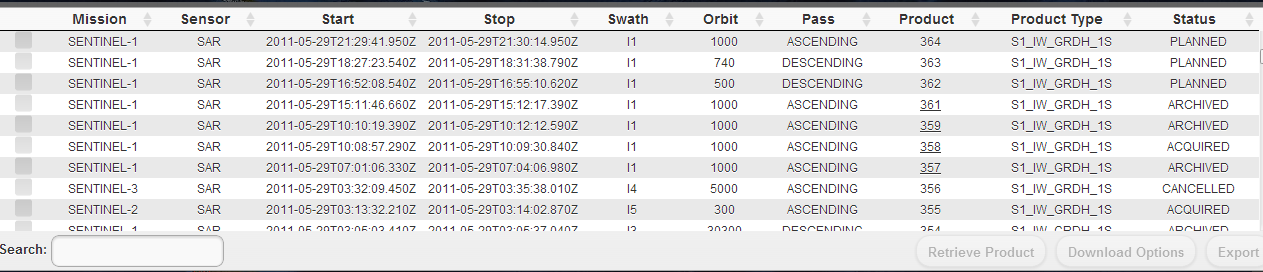 Mission Sensor Start Stop Swath Orbit Pass Product Product Type Status
SENTINEL-1 SAR 2011-05-29T21:29:41.950Z 2011-05-29T21:30:14.950Z I1 1000 ASCENDING 364 S1_IW_GRDH_1S PLANNED
SENTINEL-1 SAR 2011-05-29T18:27:23.540Z 2011-05-29T18:31:38.790Z I1 740 DESCENDING 363 S1_IW_GRDH_1S PLANNED
SENTINEL-1 SAR 2011-05-29T16:52:08.540Z 2011-05-29T16:55:10.620Z I1 500 DESCENDING 362 S1_IW_GRDH_1S PLANNED
SENTINEL-1 SAR 2011-05-29T15:11:46.660Z 2011-05-29T15:12:17.390Z I1 1000 ASCENDING 361 S1_IW_GRDH_1S ARCHIVED
SENTINEL-1 SAR 2011-05-29T10:10:19.390Z 2011-05-29T10:12:12.590Z I1 1000 ASCENDING 359 S1_IW_GRDH_1S ARCHIVED
SENTINEL-1 SAR 2011-05-29T10:08:57.290Z 2011-05-29T10:09:30.840Z I1 1000 ASCENDING 358 S1_IW_GRDH_1S ACQUIRED
SENTINEL-1 SAR 2011-05-29T07:01:06.330Z 2011-05-29T07:04:06.980Z I1 1000 ASCENDING 357 S1_IW_GRDH_1S ARCHIVED
SENTINEL-3 SAR 2011-05-29T03:32:09.450Z 2011-05-29T03:35:38.010Z I4 5000 ASCENDING 356 S1_IW_GRDH_1S CANCELLED
SENTINEL-2 SAR 2011-05-29T03:13:32.210Z 2011-05-29T03:14:02.870Z I5 300 ASCENDING 355 S1_IW_GRDH_1S ACQUIRED
SENTINEL-1 SAR 2011-05-29T03:05:03.410Z 2011-05-29T03:05:37.040Z I3 30300 DESCENDING 354 S1_IW_GRDH_1S ARCHIVED
Search: Retrieve Product Download Options Export